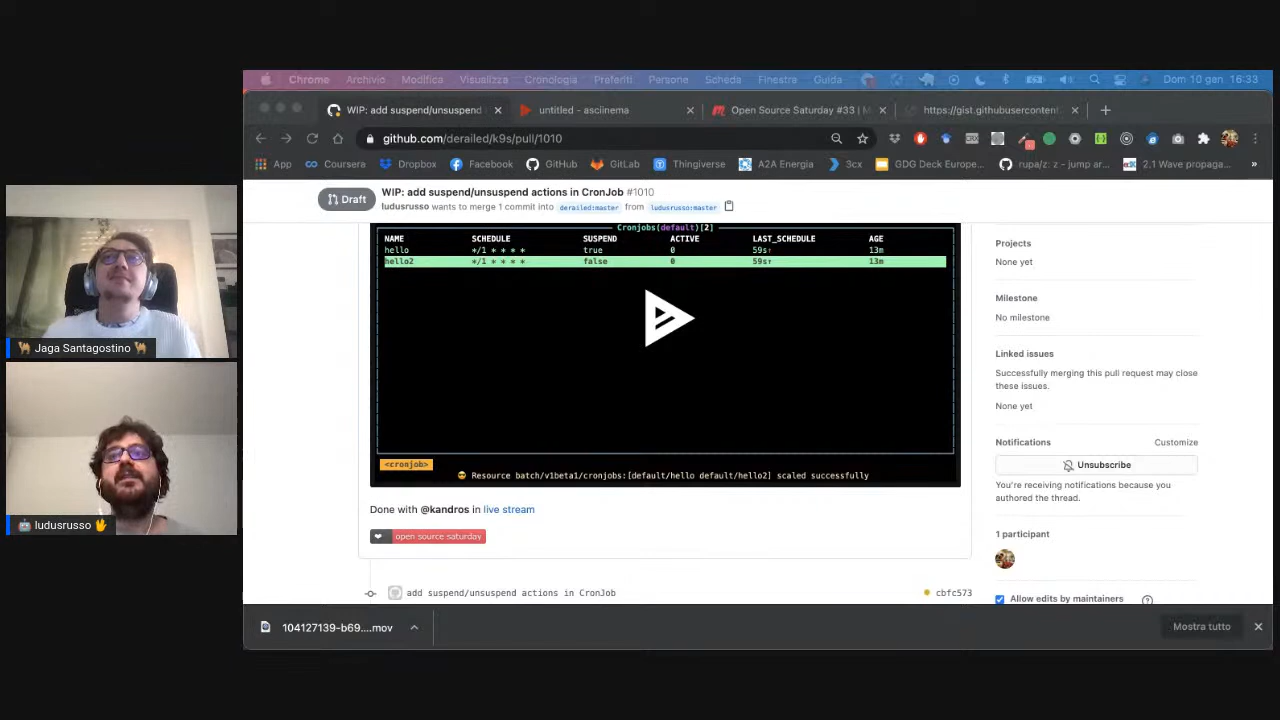 Chrome Archivio Modifica Visualizza Cronologia Preferiti Persone Scheda Finestra Guida Dom 10 gen 16:33
WIP: add suspend/unsuspend untitled - asciinema Open Source Saturday #33 | M https://gist.githubusercontent.
github.com/derailed/k9s/pull/1010
App Coursera Dropbox Facebook GitHub GitLab Thingiverse A2A Energia 3cx GDG Deck Europe... rupa/z: z - jump ar... 2.1 Wave propaga... »
Draft
WIP: add suspend/unsuspend actions in CronJob #1010
ludusrusso wants to merge 1 commit into derailed:master from ludusrusso:master
Cronjobs(default)[2]
NAME SCHEDULE SUSPEND ACTIVE LAST_SCHEDULE AGE
hello */1 * * * * true 0 59s↑ 13m
hello2 */1 * * * * false 0 59s↑ 13m
<cronjob>
😎 Resource batch/v1beta1/cronjobs:[default/hello default/hello2] scaled successfully
Done with @kandros in live stream
❤ open source saturday
add suspend/unsuspend actions in CronJob cbfc573
Projects
None yet
Milestone
No milestone
Linked issues
Successfully merging this pull request may close
these issues.
None yet
Notifications Customize
Unsubscribe
You're receiving notifications because you
authored the thread.
1 participant
Allow edits by maintainers
104127139-b69....mov
Mostra tutto
🐫 Jaga Santagostino 🐫
🤖 ludusrusso 🖖